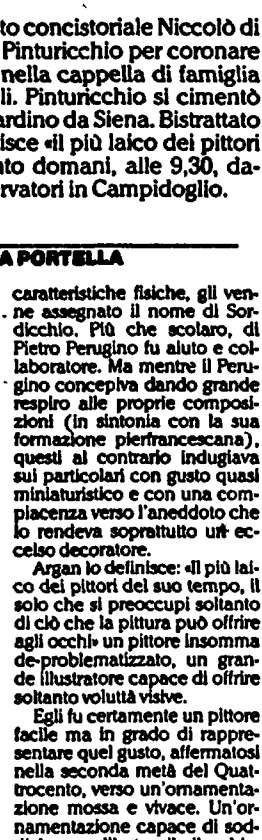 to concistoriale Niccolò di
Pinturicchio per coronare
nella cappella di famiglia
li. Pinturicchio si cimentò
ardino da Siena. Bistrattato
isce «il più laico dei pittori
nto domani, alle 9,30, da-
rvatori in Campidoglio.
A PORTELLA
caratteristiche fisiche, gli ven-
ne assegnato il nome di Sor-
dicchio. Più che scolaro, di
Pietro Perugino fu aiuto e col-
laboratore. Ma mentre il Peru-
gino concepiva dando grande
respiro alle proprie composi-
zioni (in sintonia con la sua
formazione pierfrancescana),
questi al contrario indugiava
sui particolari con gusto quasi
miniaturistico e con una com-
piacenza verso l'aneddoto che
lo rendeva soprattutto un ec-
celso decoratore.
Argan lo definisce: «Il più lai-
co dei pittori del suo tempo, il
solo che si preoccupi soltanto
di ciò che la pittura può offrire
agli occhi» un pittore insomma
de-problematizzato, un gran-
de illustratore capace di offrire
soltanto voluttà visive.
Egli fu certamente un pittore
facile ma in grado di rappre-
sentare quel gusto, affermatosi
nella seconda metà del Quat-
trocento, verso un'ornamenta-
zione mossa e vivace. Un'or-
namentazione capace di sod-